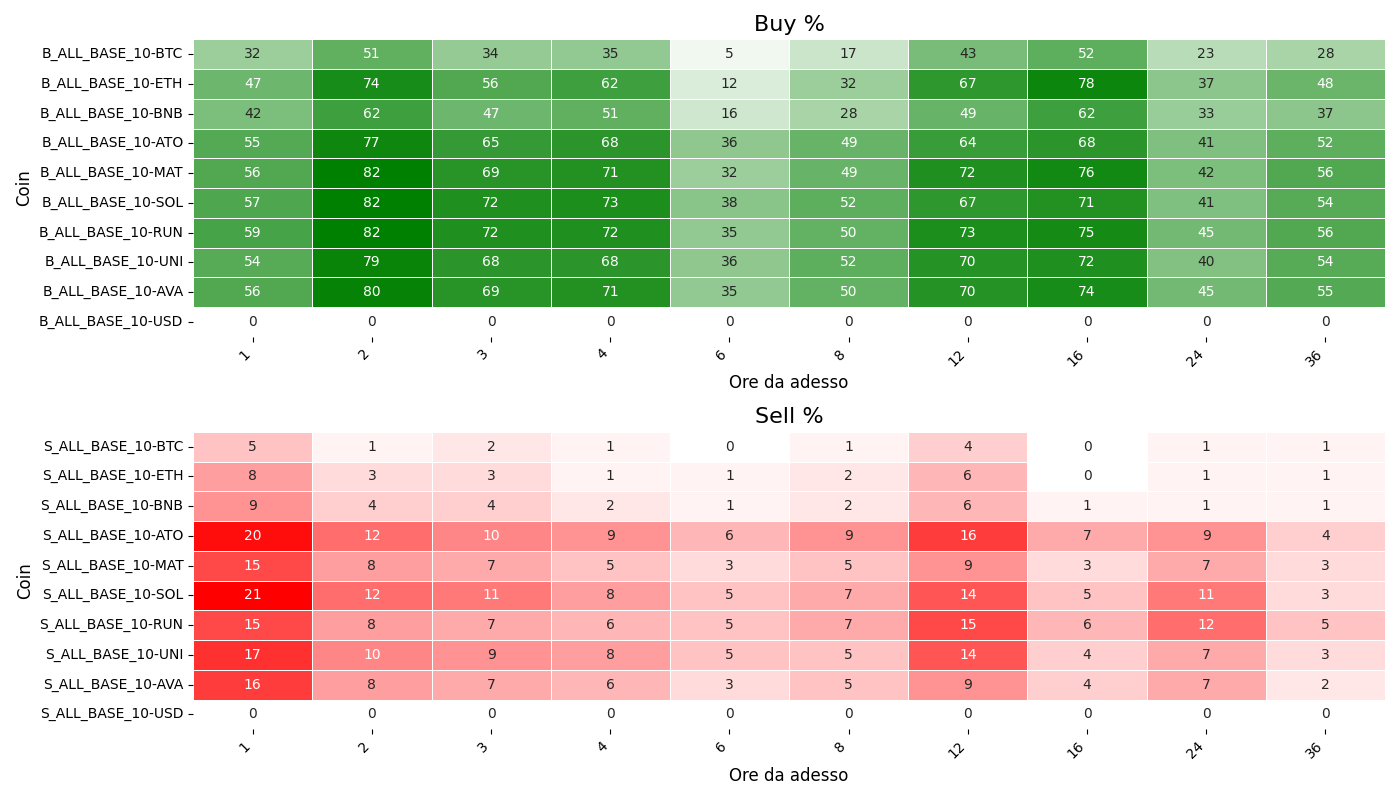 Buy %
Coin
B_ALL_BASE_10-BTC 32 51 34 35 5 17 43 52 23 28
B_ALL_BASE_10-ETH 47 74 56 62 12 32 67 78 37 48
B_ALL_BASE_10-BNB 42 62 47 51 16 28 49 62 33 37
B_ALL_BASE_10-ATO 55 77 65 68 36 49 64 68 41 52
B_ALL_BASE_10-MAT 56 82 69 71 32 49 72 76 42 56
B_ALL_BASE_10-SOL 57 82 72 73 38 52 67 71 41 54
B_ALL_BASE_10-RUN 59 82 72 72 35 50 73 75 45 56
B_ALL_BASE_10-UNI 54 79 68 68 36 52 70 72 40 54
B_ALL_BASE_10-AVA 56 80 69 71 35 50 70 74 45 55
B_ALL_BASE_10-USD 0 0 0 0 0 0 0 0 0 0
1 2 3 4 6 8 12 16 24 36
Ore da adesso
Sell %
Coin
S_ALL_BASE_10-BTC 5 1 2 1 0 1 4 0 1 1
S_ALL_BASE_10-ETH 8 3 3 1 1 2 6 0 1 1
S_ALL_BASE_10-BNB 9 4 4 2 1 2 6 1 1 1
S_ALL_BASE_10-ATO 20 12 10 9 6 9 16 7 9 4
S_ALL_BASE_10-MAT 15 8 7 5 3 5 9 3 7 3
S_ALL_BASE_10-SOL 21 12 11 8 5 7 14 5 11 3
S_ALL_BASE_10-RUN 15 8 7 6 5 7 15 6 12 5
S_ALL_BASE_10-UNI 17 10 9 8 5 5 14 4 7 3
S_ALL_BASE_10-AVA 16 8 7 6 3 5 9 4 7 2
S_ALL_BASE_10-USD 0 0 0 0 0 0 0 0 0 0
1 2 3 4 6 8 12 16 24 36
Ore da adesso